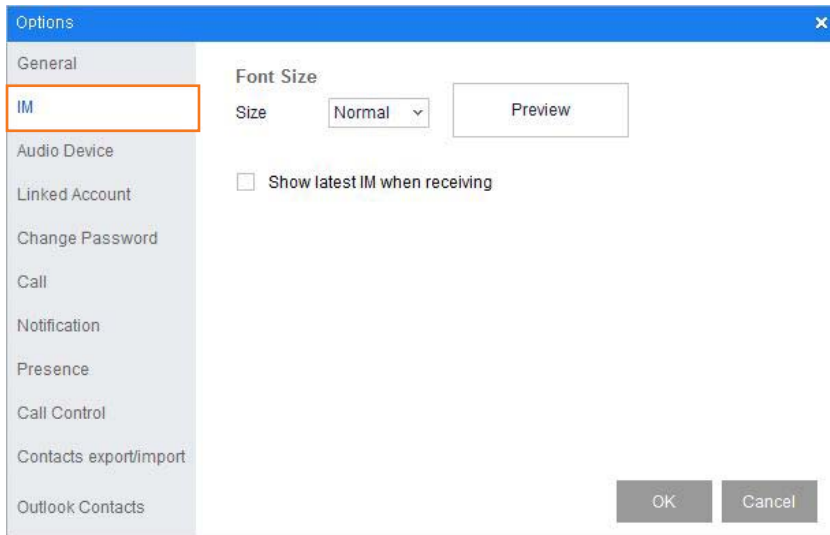 Options
General
IM
Audio Device
Linked Account
Change Password
Call
Notification
Presence
Call Control
Contacts export/import
Outlook Contacts
Font Size
Size Normal Preview
Show latest IM when receiving
OK Cancel